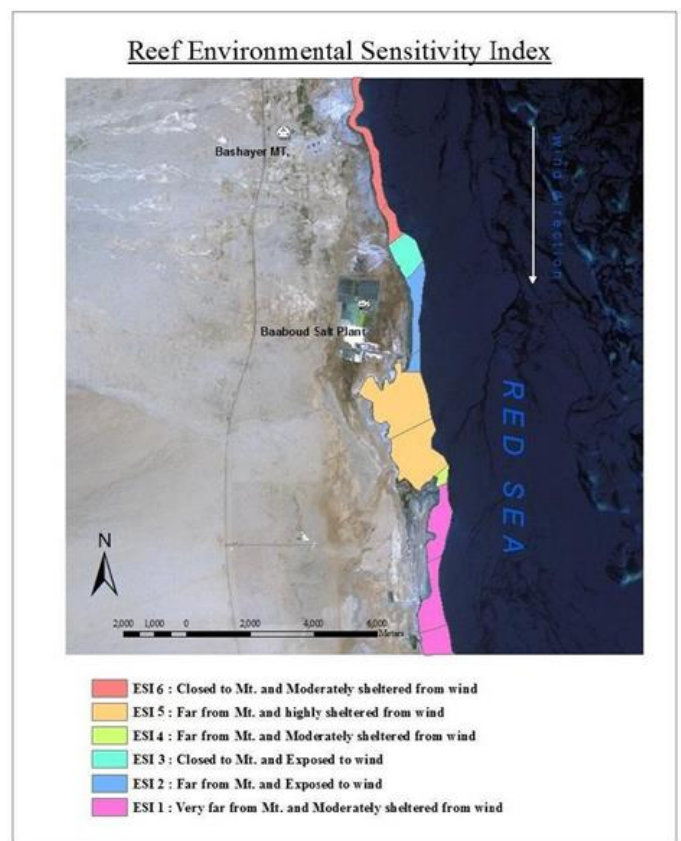 Reef Environmental Sensitivity Index
Bashayer MT.
Wind direction
Baaboud Salt Plant
RED SEA
N
2,000 1,000 0 2,000 4,000 6,000
Meters
ESI 6 : Closed to Mt. and Moderately sheltered from wind
ESI 5 : Far from Mt. and highly sheltered from wind
ESI 4 : Far from Mt. and Moderately sheltered from wind
ESI 3 : Closed to Mt. and Exposed to wind
ESI 2 : Far from Mt. and Exposed to wind
ESI 1 : Very far from Mt. and Moderately sheltered from wind